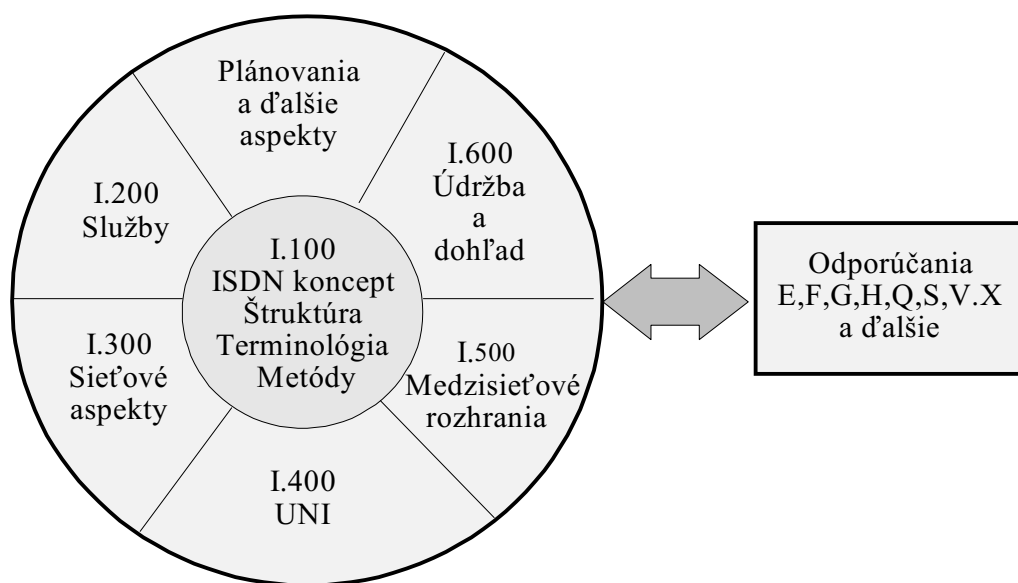 Plánovania
a ďalšie
aspekty
I.600
Údržba
a
dohľad
I.200
Služby
I.100
ISDN koncept
Štruktúra
Terminológia
Metódy
Odporúčania
E,F,G,H,Q,S,V.X
a ďalšie
I.300
Sieťové
aspekty
I.500
Medzisieťové
rozhrania
I.400
UNI